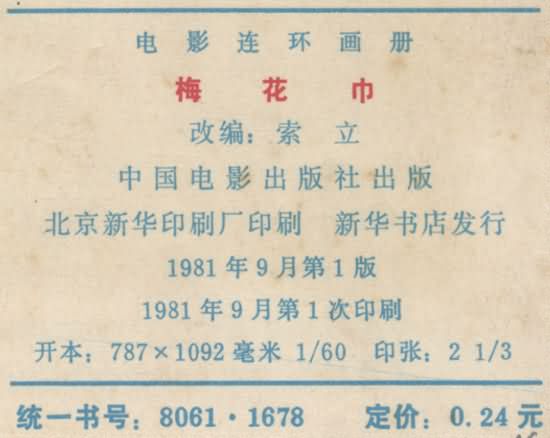 电影连环画册
梅花巾
改编：索立
中国电影出版社出版
北京新华印刷厂印刷 新华书店发行
1981年9月第1版
1981年9月第1次印刷
开本：787×1092毫米 1/60 印张：2 1/3
统一书号：8061·1678 定价：0.24元